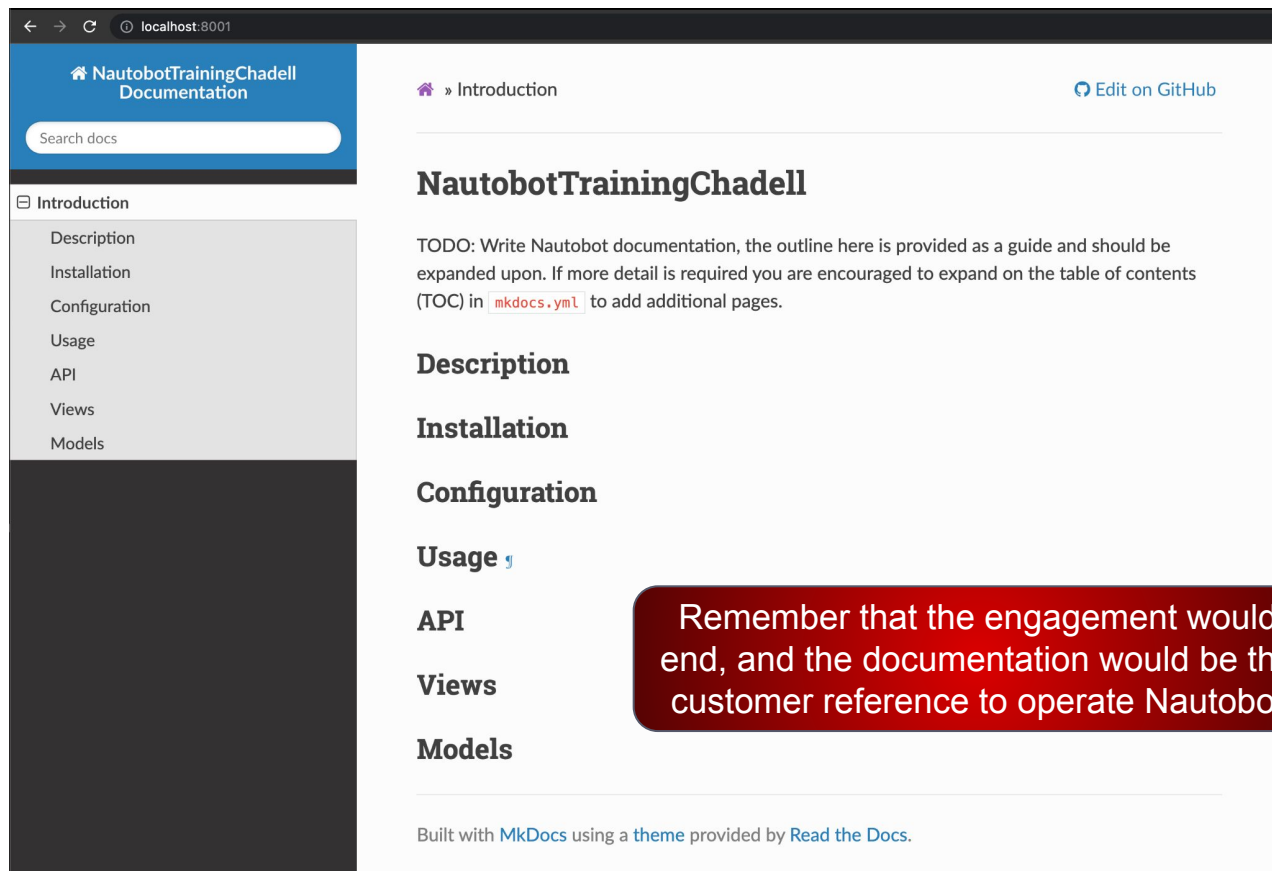 localhost:8001
NautobotTrainingChadell
Documentation
Search docs
Introduction
Description
Installation
Configuration
Usage
API
Views
Models
» Introduction
Edit on GitHub
NautobotTrainingChadell
TODO: Write Nautobot documentation, the outline here is provided as a guide and should be
expanded upon. If more detail is required you are encouraged to expand on the table of contents
(TOC) in mkdocs.yml to add additional pages.
Description
Installation
Configuration
Usage ¶
API
Views
Models
Remember that the engagement would
end, and the documentation would be th
customer reference to operate Nautobo
Built with MkDocs using a theme provided by Read the Docs.